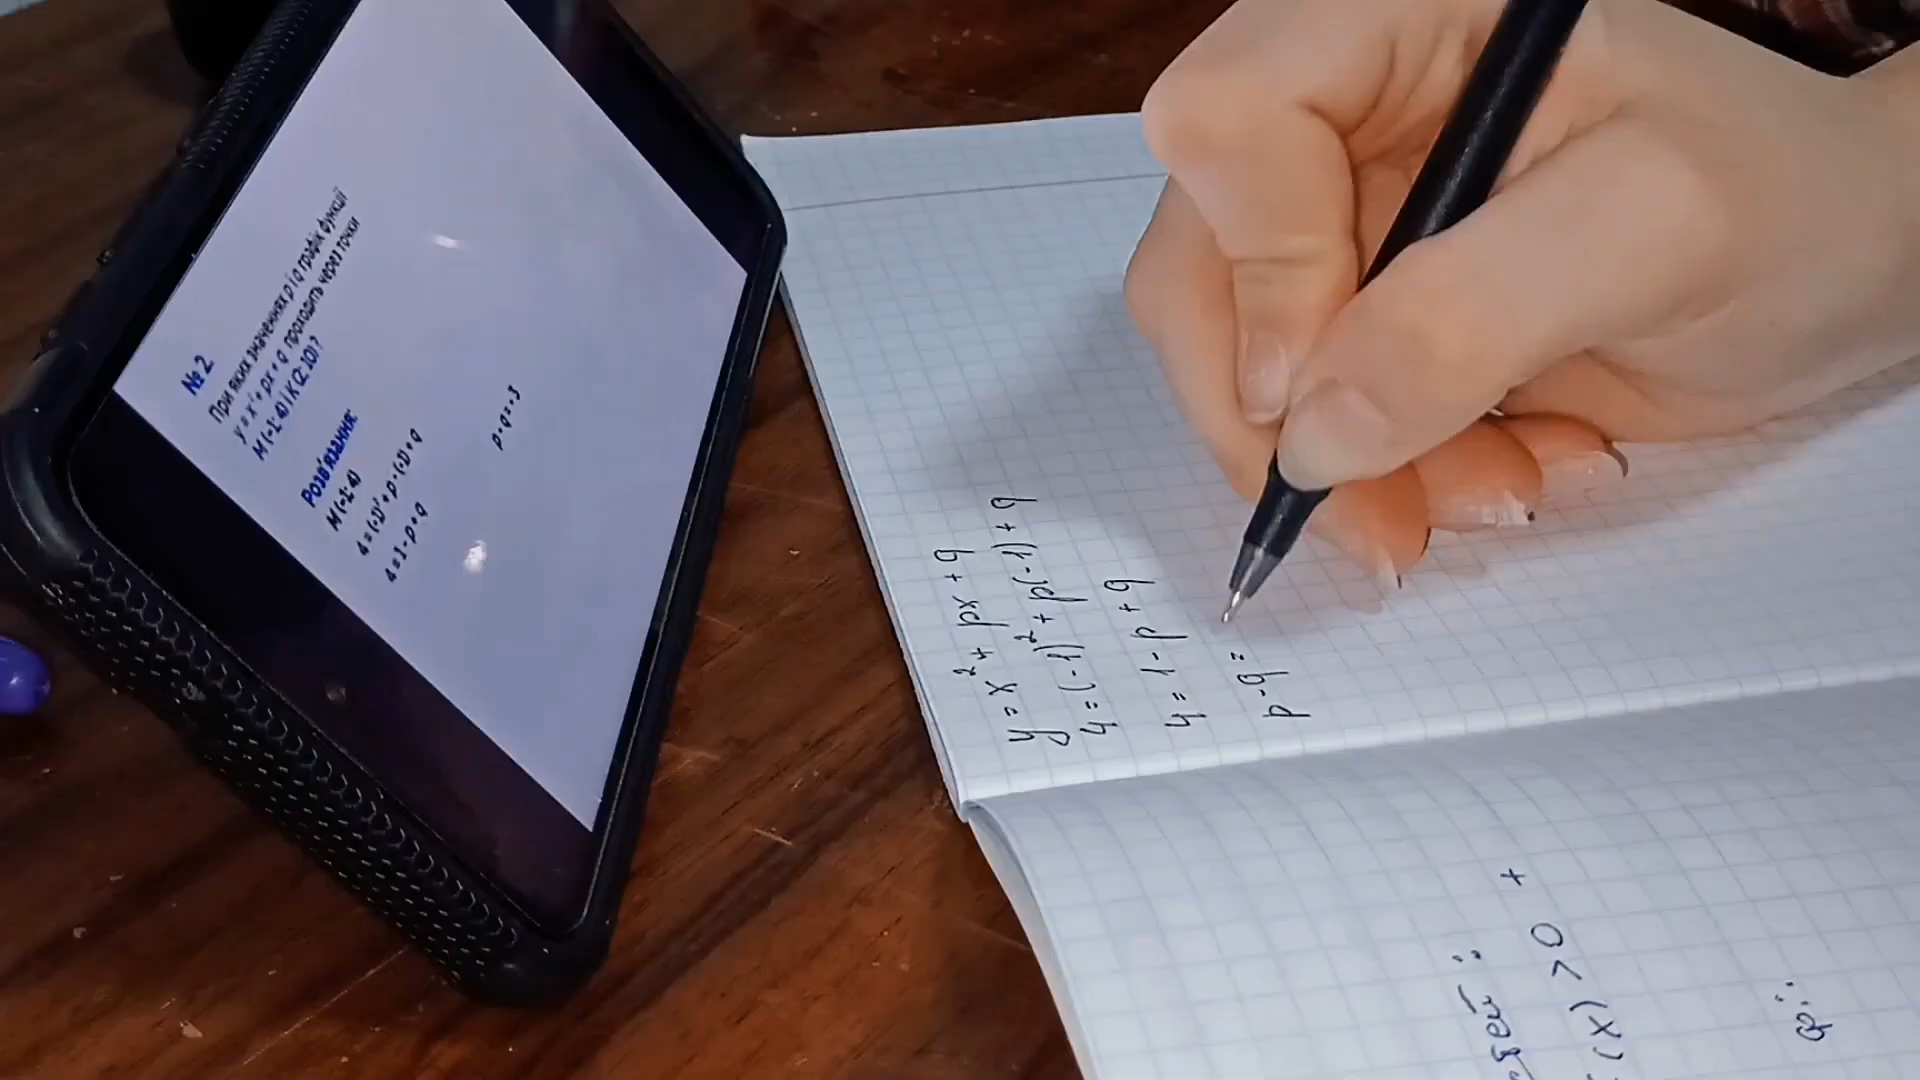 № 2
При яких значеннях p і q графік функції
y = x² + px + q проходить через точки
M (-1; 4) і K (2; 10) ?
Розв'язання:
M (-1; 4)
4 = (-1)² + p · (-1) + q
4 = 1 - p + q
p - q = -3
y = x² + px + q
4 = (-1)² + p(-1) + q
4 = 1 - p + q
p - q =
(x) > 0 +